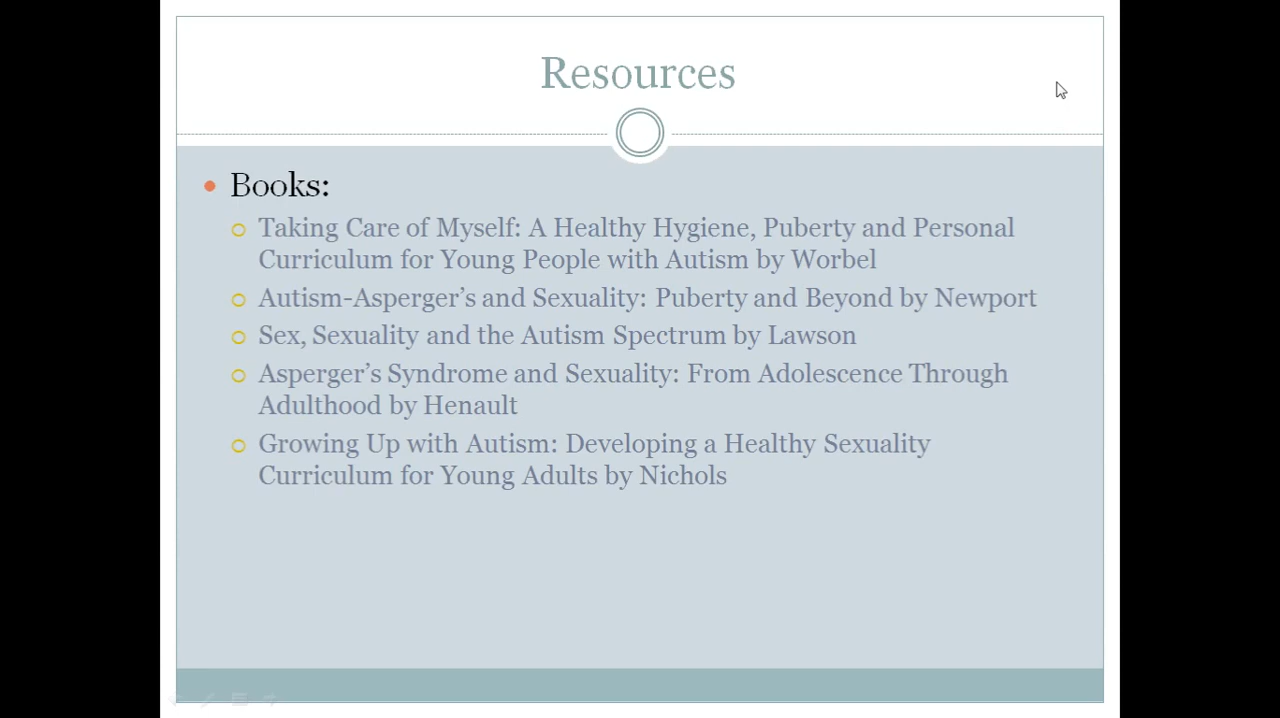 Resources
Books:
Taking Care of Myself: A Healthy Hygiene, Puberty and Personal
Curriculum for Young People with Autism by Worbel
Autism-Asperger's and Sexuality: Puberty and Beyond by Newport
Sex, Sexuality and the Autism Spectrum by Lawson
Asperger's Syndrome and Sexuality: From Adolescence Through
Adulthood by Henault
Growing Up with Autism: Developing a Healthy Sexuality
Curriculum for Young Adults by Nichols